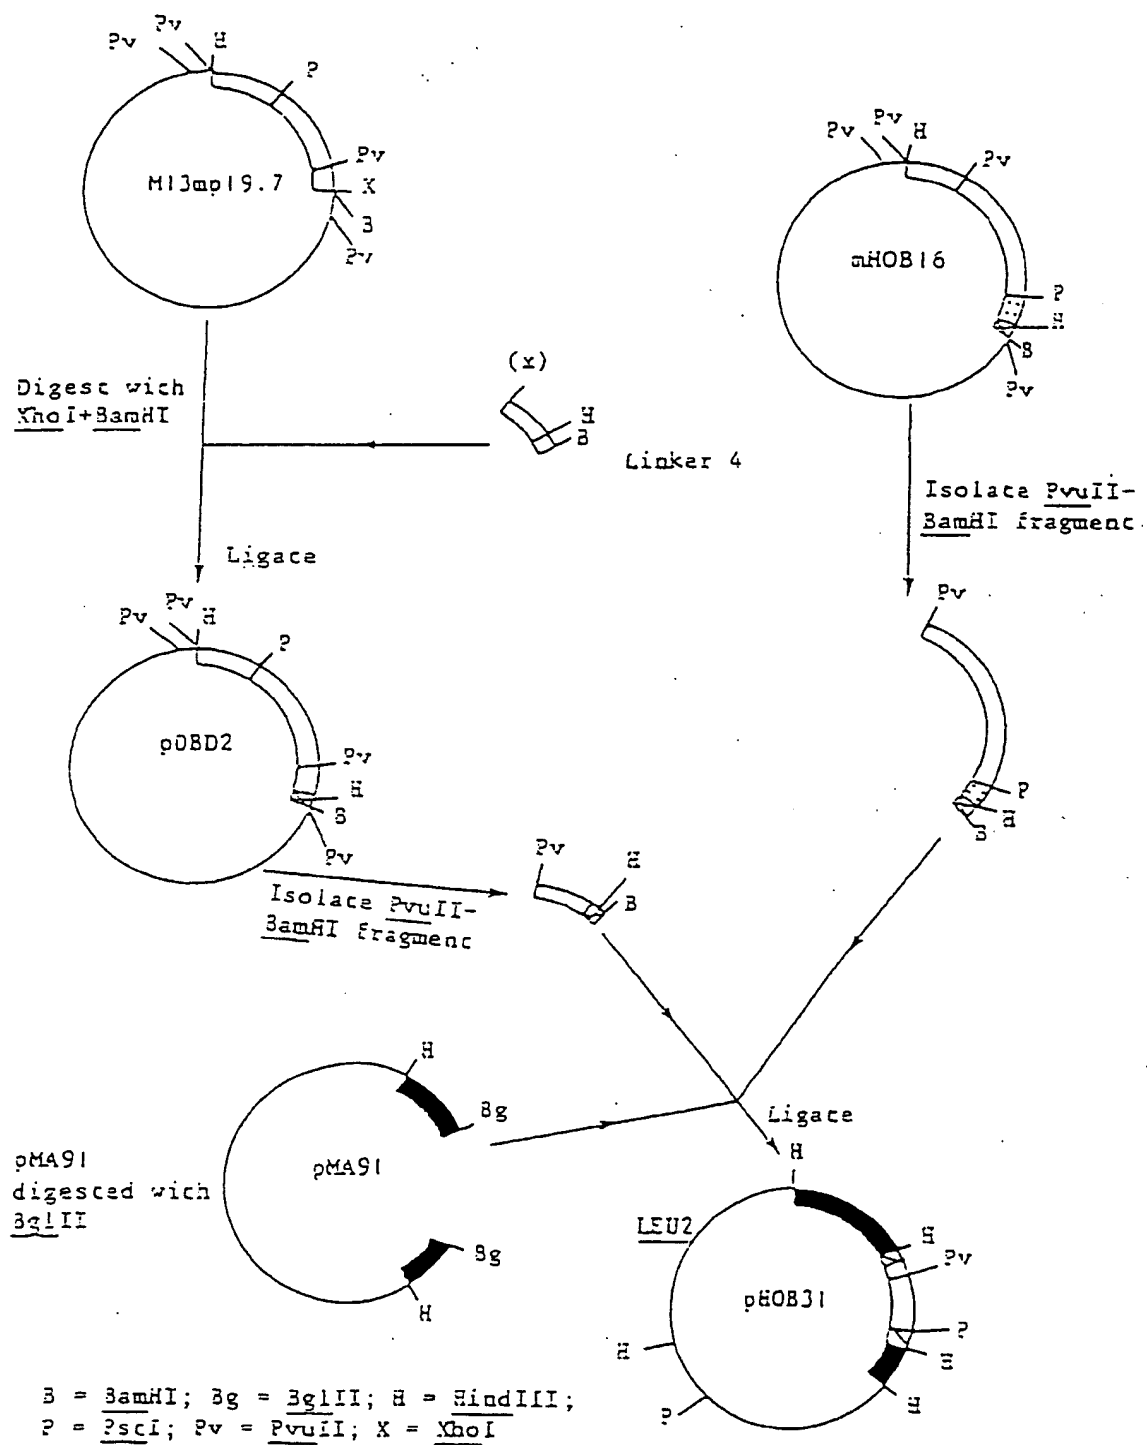 Pv
Pv
H
P
Pv
X
B
Pv
M13mp19.7
Pv
Pv
H
Pv
mHOB16
P
H
B
Pv
Digest with
XhoI+BamHI
(x)
H
B
Linker 4
Isolate PvuII-
BamHI fragment
Ligate
Pv
Pv
Pv
H
P
pOBD2
Pv
H
B
Pv
P
H
B
Isolate PvuII-
BamHI fragment
Pv
H
B
H
Bg
pMA91
digested with
BglII
pMA91
Bg
H
Ligate
H
LEU2
H
Pv
pHOB31
P
H
H
H
P
B = BamHI; Bg = BglII; H = HindIII;
P = PstI; Pv = PvuII; X = XhoI